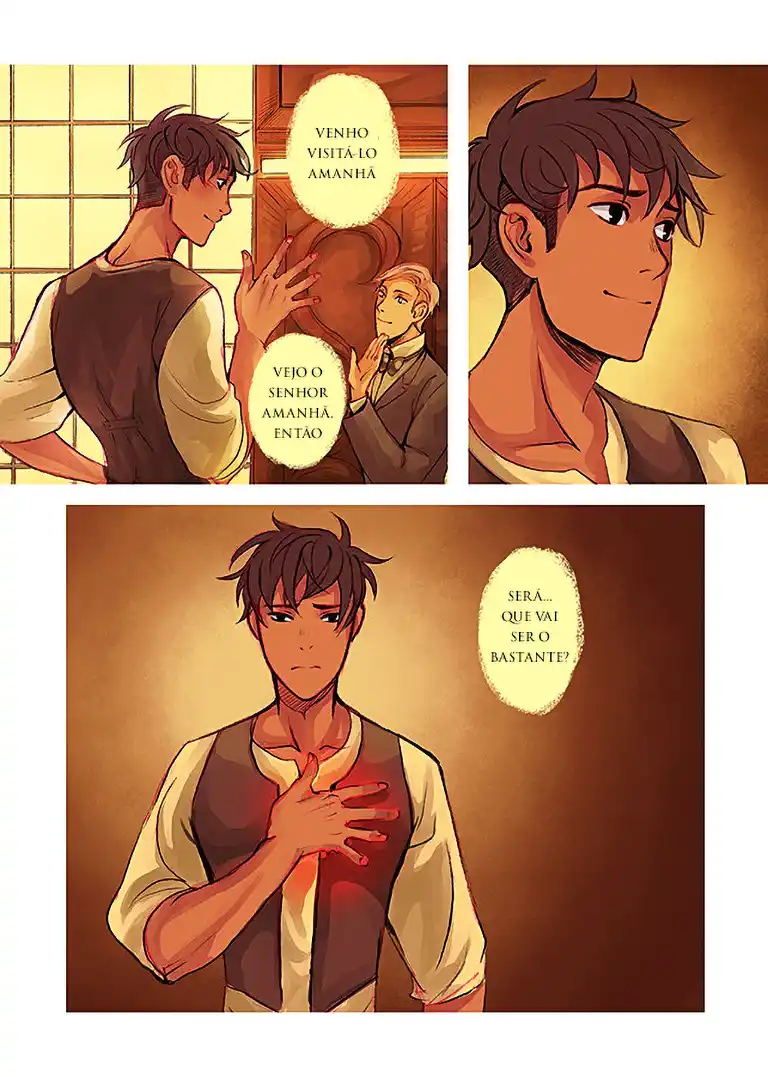 VENHO
VISITÁ-LO
AMANHÃ
VEJO O
SENHOR
AMANHÃ,
ENTÃO
SERÁ...
QUE VAI
SER O
BASTANTE?